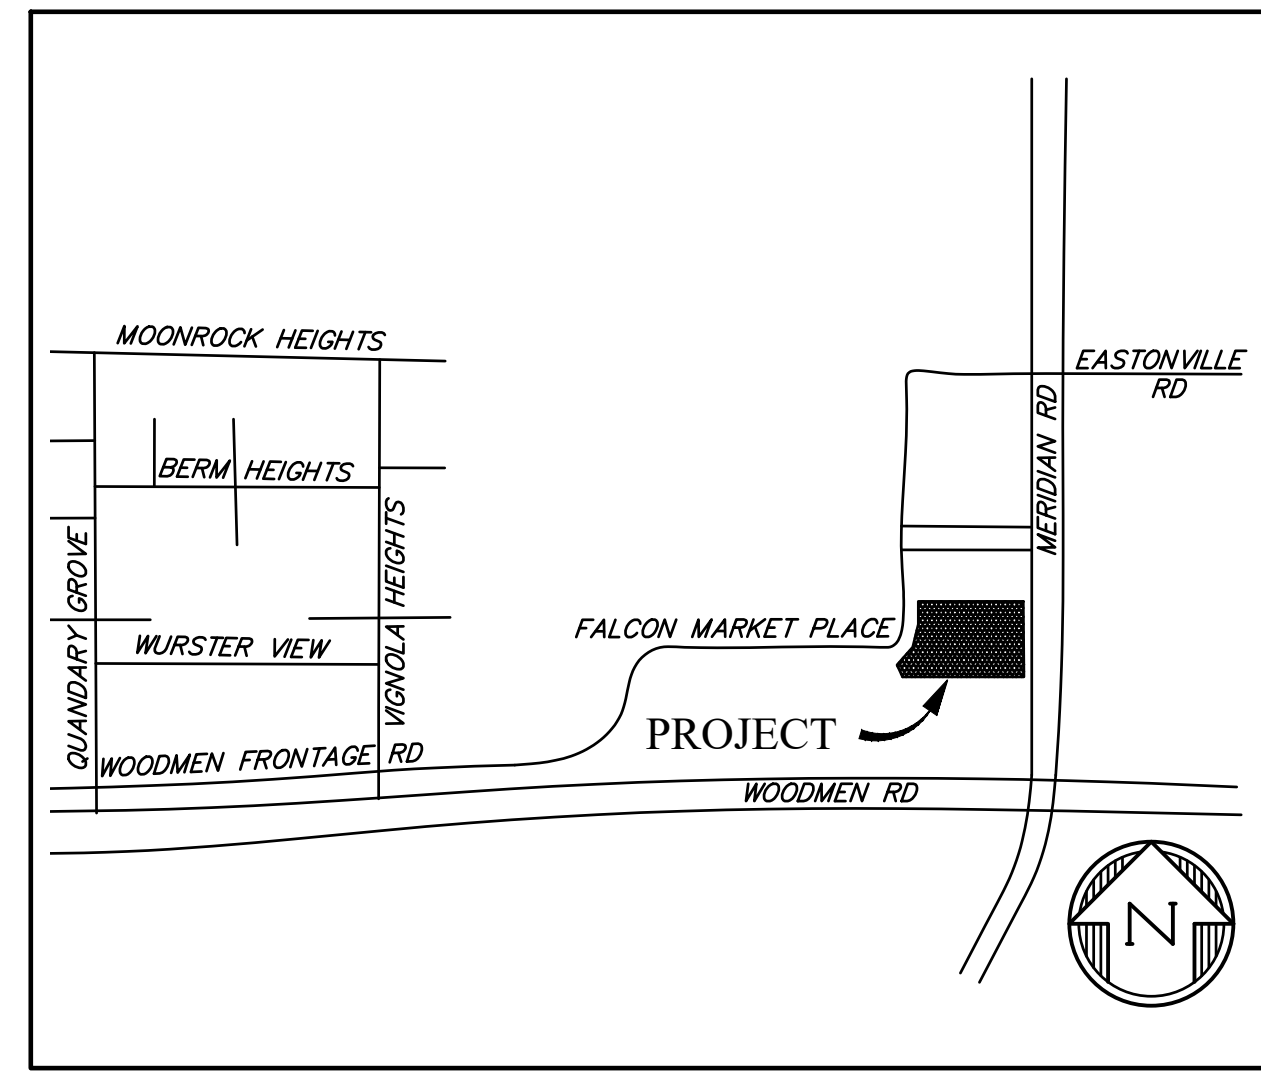 MOONROCK HEIGHTS
EASTONVILLE
RD
MERIDIAN RD
BERM HEIGHTS
QUANDARY GROVE
VIGNOLA HEIGHTS
FALCON MARKET PLACE
WURSTER VIEW
PROJECT
WOODMEN FRONTAGE RD
WOODMEN RD
N